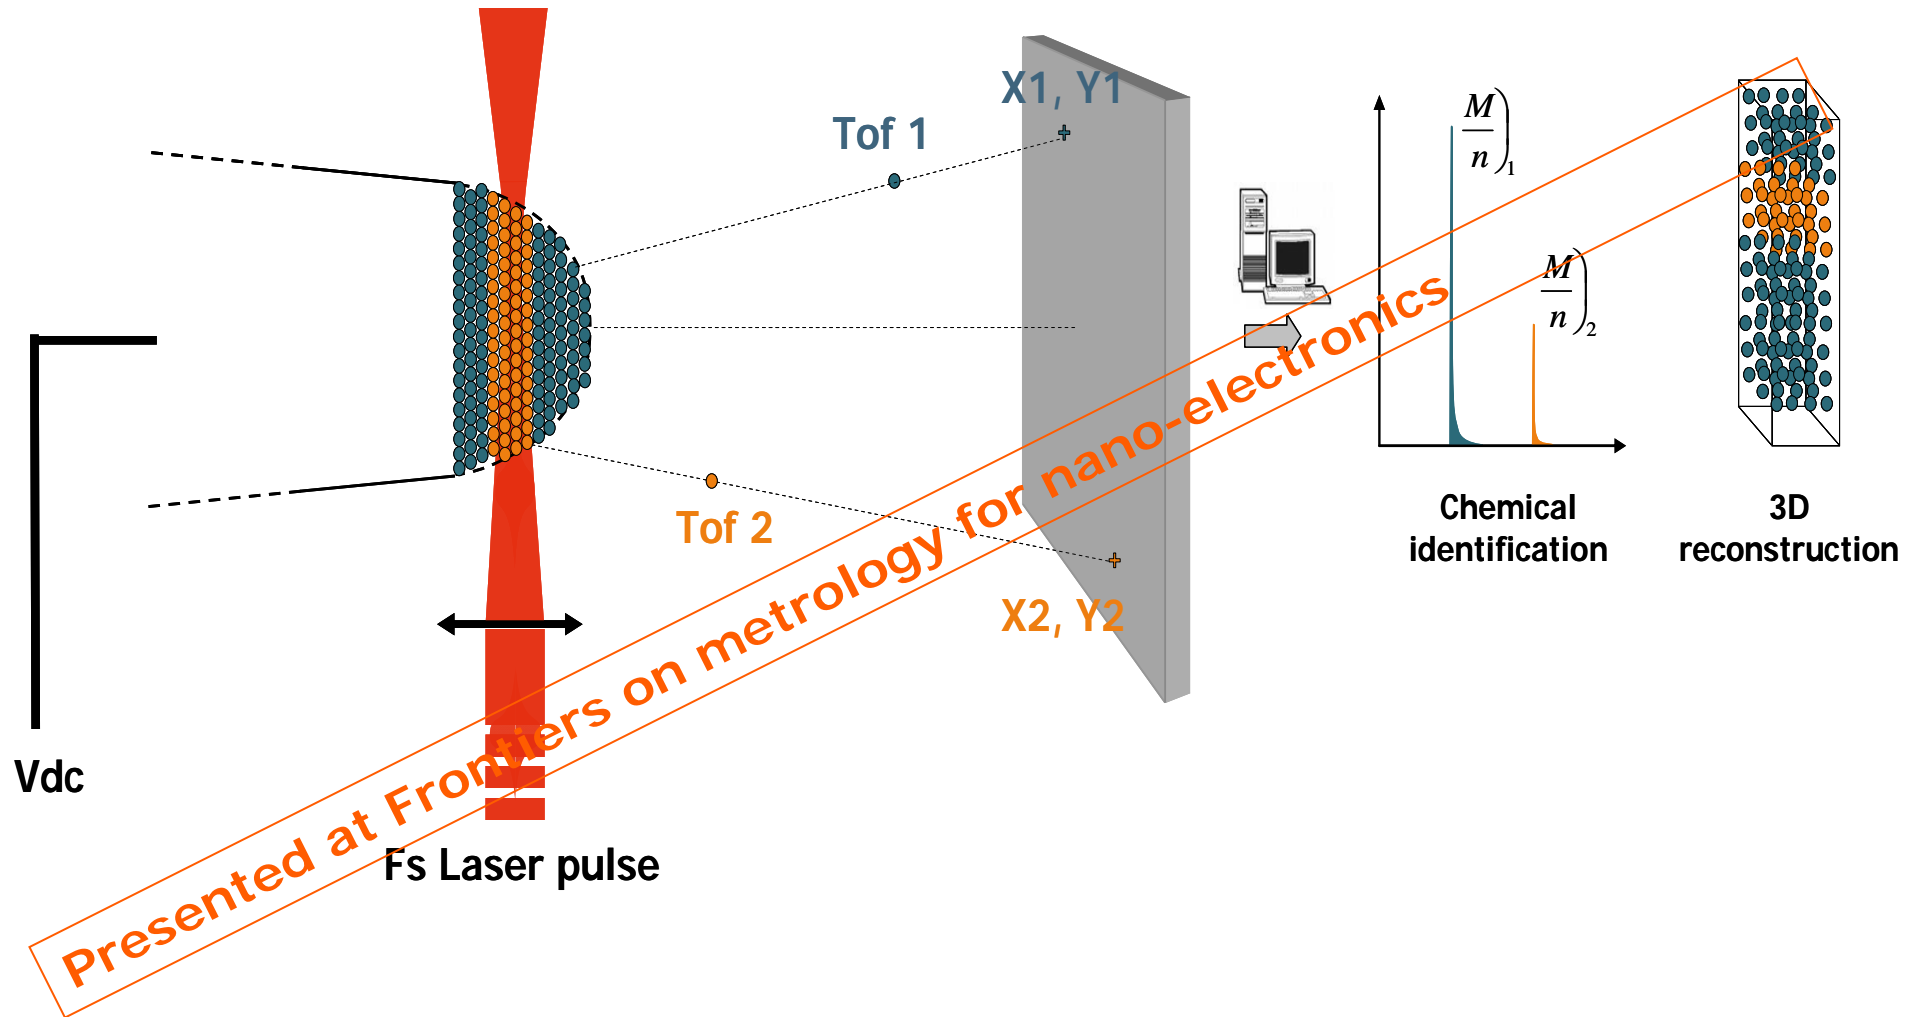 X1, Y1
Tof 1
M/n)1
M/n)2
Tof 2
X2, Y2
Chemical
identification
3D
reconstruction
Vdc
Fs Laser pulse
Presented at Frontiers on metrology for nano-electronics